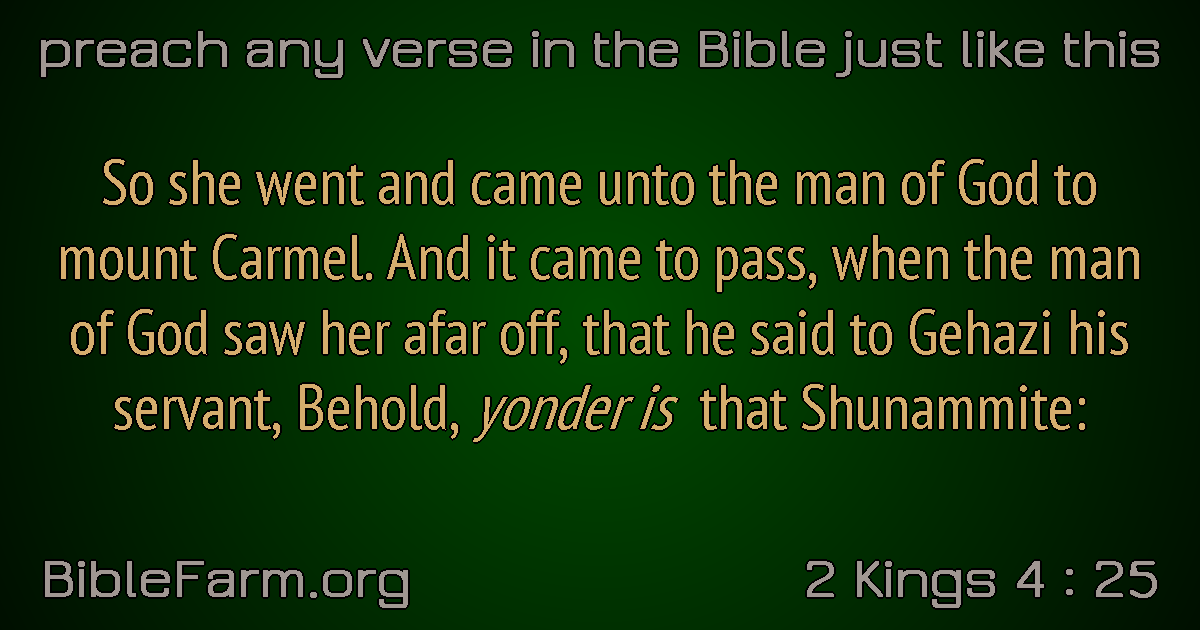 preach any verse in the Bible just like this
So she went and came unto the man of God to
mount Carmel. And it came to pass, when the man
of God saw her afar off, that he said to Gehazi his
servant, Behold, yonder is that Shunammite:
BibleFarm.org
2 Kings 4 : 25